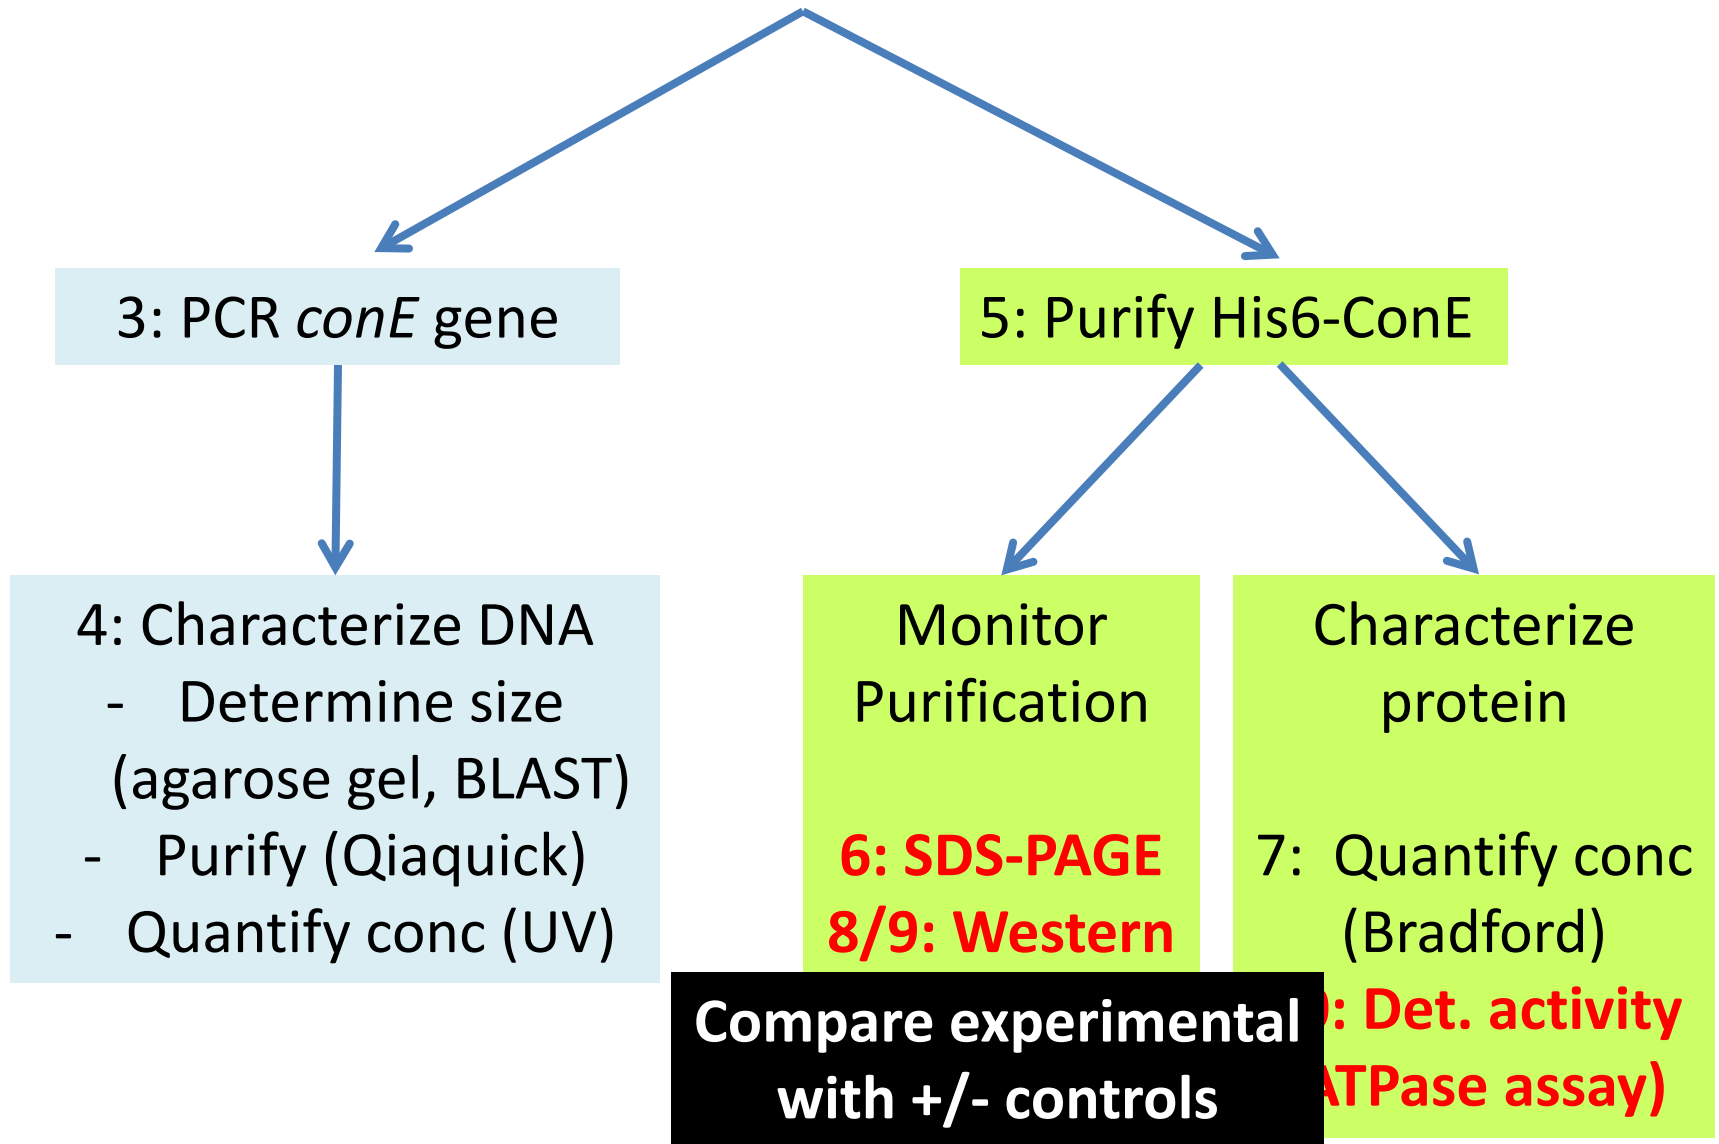 3: PCR conE gene
5: Purify His6-ConE
4: Characterize DNA
- Determine size
(agarose gel, BLAST)
- Purify (Qiaquick)
- Quantify conc (UV)
Monitor
Purification
6: SDS-PAGE
8/9: Western
Characterize
protein
7: Quantify conc
(Bradford)
: Det. activity
ATPase assay)
Compare experimental
with +/- controls